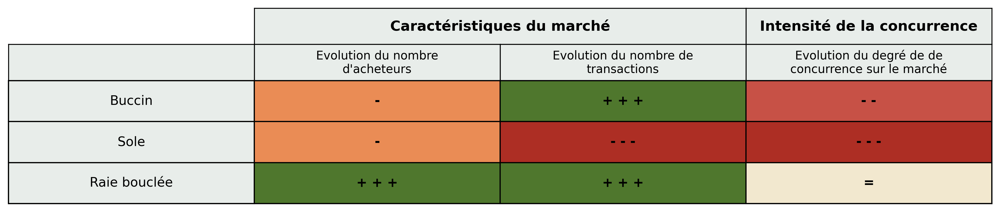 Caractéristiques du marché
Intensité de la concurrence
Evolution du nombre
d'acheteurs
Evolution du nombre de
transactions
Evolution du degré de de
concurrence sur le marché
Buccin
-
+ + +
- -
Sole
-
- - -
- - -
Raie bouclée
+ + +
+ + +
=